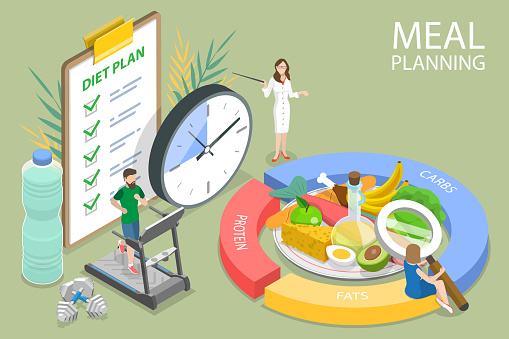 MEAL
PLANNING
DIET PLAN
CARBS
PROTEIN
FATS